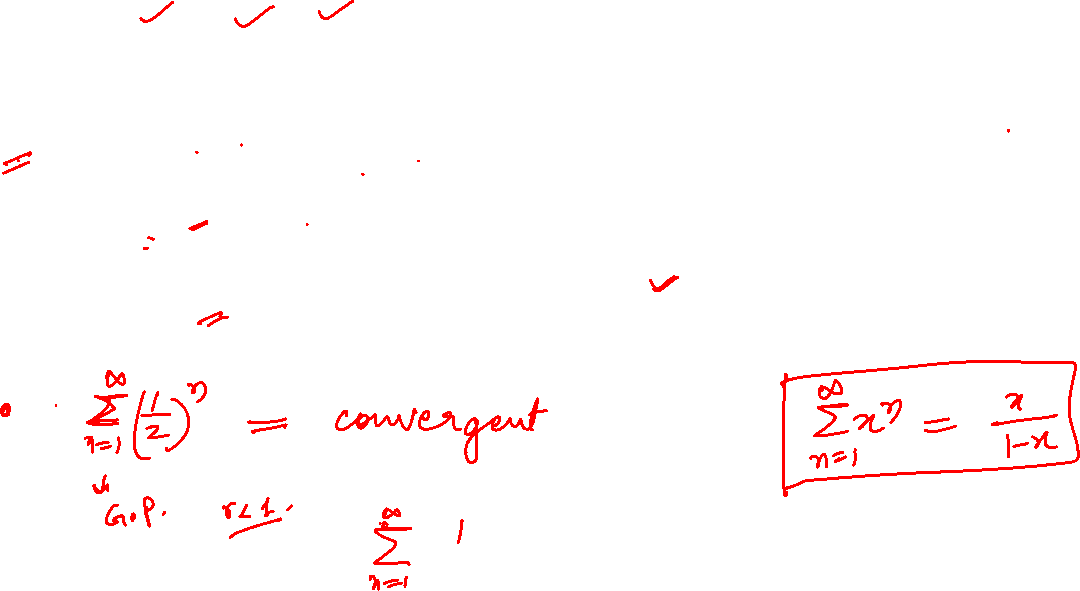 ∑_{n=1}^{∞} (1/2)^n = convergent
∑_{n=1}^{∞} x^n = x/(1-x)
G.P. r<1.
∑_{n=1}^{∞} 1